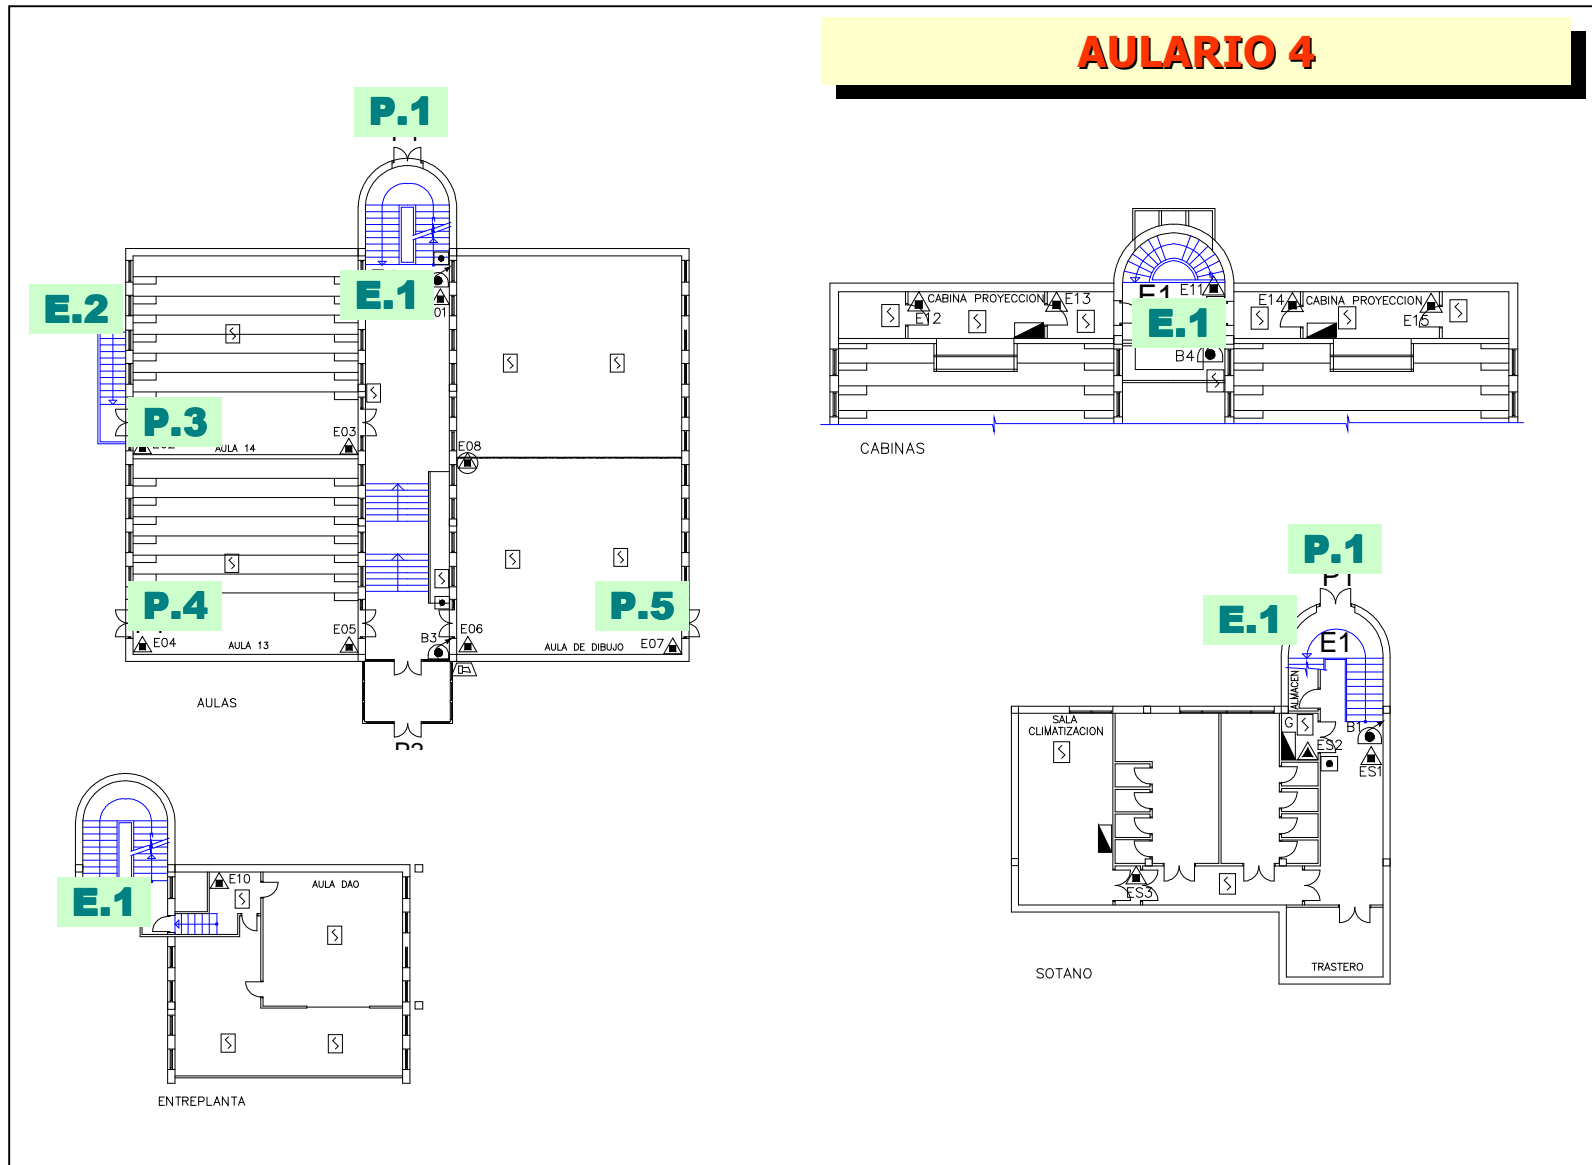 AULARIO 4
P.1
E.1
E.2
01
P.3
E03
AULA 14
E08
P.4
P.5
E04
AULA 13
E05
B3
E06
AULA DE DIBUJO
E07
AULAS
E.1
E10
AULA DAO
ENTREPLANTA
CABINA PROYECCION
E12
E13
E1
E11
E.1
B4
E14
CABINA PROYECCION
E15
CABINAS
P.1
P1
E.1
E1
ALMACEN
SALA
CLIMATIZACION
G
B1
ES2
ES1
ES3
TRASTERO
SOTANO